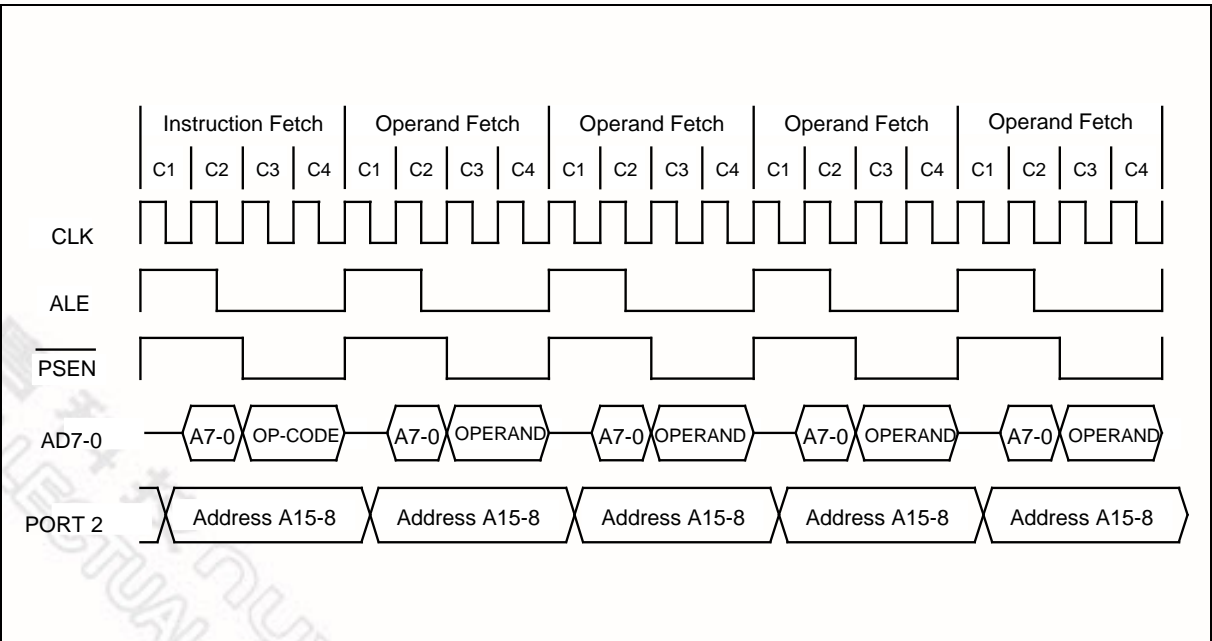 Instruction Fetch Operand Fetch Operand Fetch Operand Fetch Operand Fetch
C1 C2 C3 C4 C1 C2 C3 C4 C1 C2 C3 C4 C1 C2 C3 C4 C1 C2 C3 C4
CLK
ALE
PSEN
AD7-0 A7-0 OP-CODE A7-0 OPERAND A7-0 OPERAND A7-0 OPERAND A7-0 OPERAND
PORT 2 Address A15-8 Address A15-8 Address A15-8 Address A15-8 Address A15-8